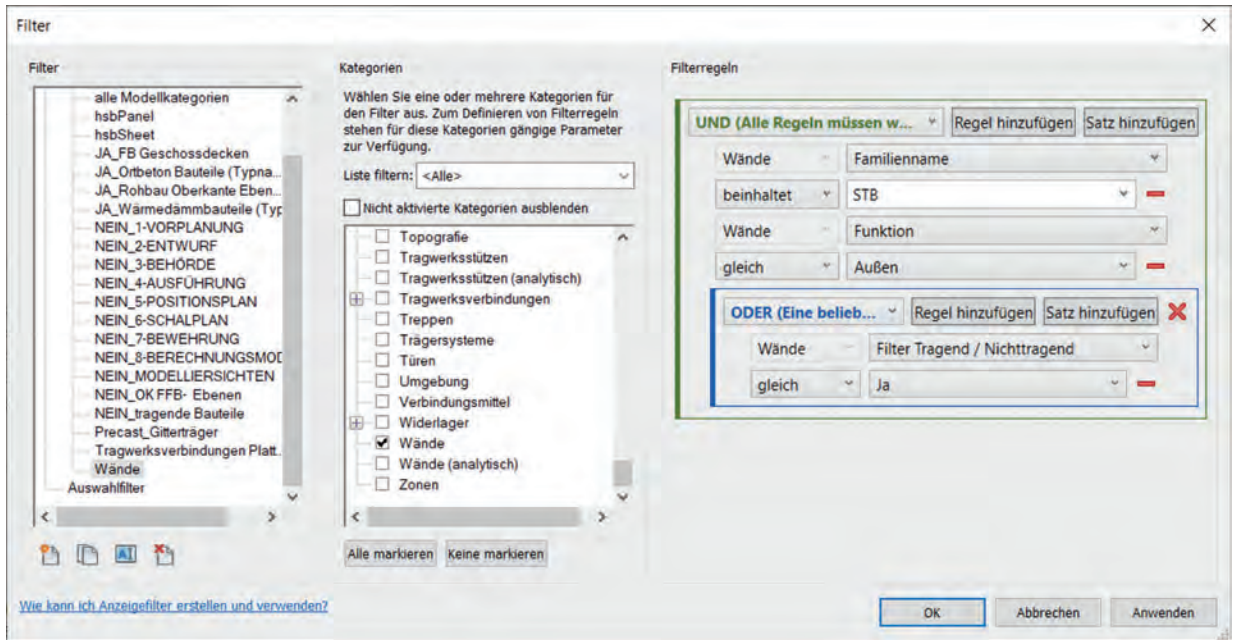 Filter
Filter
alle Modellkategorien
hsbPanel
hsbSheet
JA_FB Geschossdecken
JA_Ortbeton Bauteile (Typna...
JA_Rohbau Oberkante Eben...
JA_Wärmedämmbauteile (Typ
NEIN_1-VORPLANUNG
NEIN_2-ENTWURF
NEIN_3-BEHÖRDE
NEIN_4-AUSFÜHRUNG
NEIN_5-POSITIONSPLAN
NEIN_6-SCHALPLAN
NEIN_7-BEWEHRUNG
NEIN_8-BERECHNUNGSMOD
NEIN_MODELLIERSICHTEN
NEIN_OK FFB- Ebenen
NEIN_tragende Bauteile
Precast_Gitterträger
Tragwerksverbindungen Platt...
Wände
Auswahlfilter
Wie kann ich Anzeigefilter erstellen und verwenden?
Kategorien
Wählen Sie eine oder mehrere Kategorien für
den Filter aus. Zum Definieren von Filterregeln
stehen für diese Kategorien gängige Parameter
zur Verfügung.
Liste filtern: <Alle>
Nicht aktivierte Kategorien ausblenden
Topografie
Tragwerksstützen
Tragwerksstützen (analytisch)
Tragwerksverbindungen
Treppen
Trägersysteme
Türen
Umgebung
Verbindungsmittel
Widerlager
Wände
Wände (analytisch)
Zonen
Alle markieren Keine markieren
Filterregeln
UND (Alle Regeln müssen w... Regel hinzufügen Satz hinzufügen
Wände Familienname
beinhaltet STB
Wände Funktion
gleich Außen
ODER (Eine belieb... Regel hinzufügen Satz hinzufügen
Wände Filter Tragend / Nichttragend
gleich Ja
OK Abbrechen Anwenden